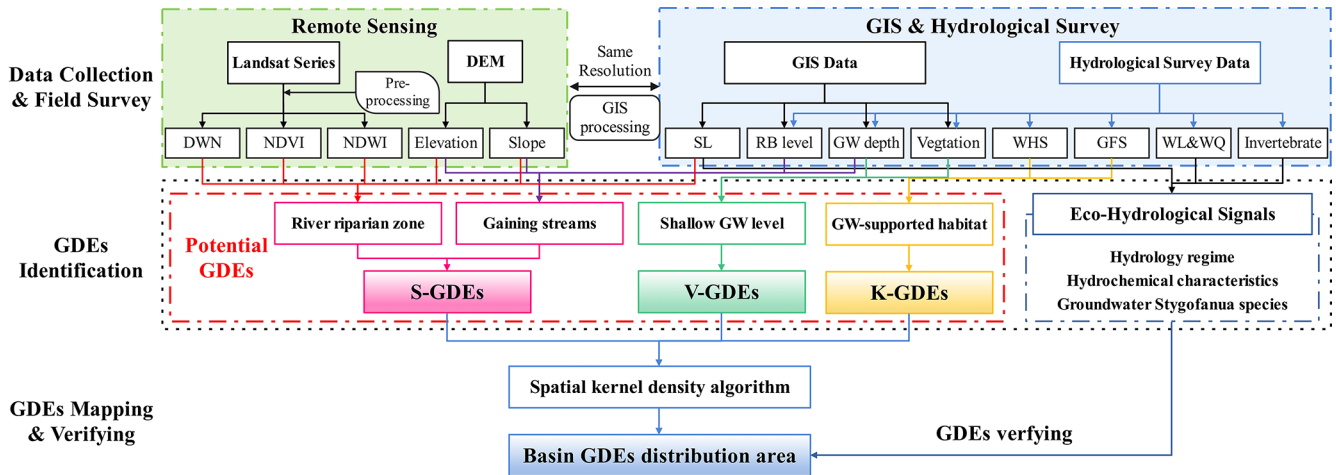 Remote Sensing
GIS & Hydrological Survey
Data Collection
& Field Survey
Landsat Series
DEM
Pre-
processing
Same
Resolution
GIS
processing
GIS Data
Hydrological Survey Data
DWN
NDVI
NDWI
Elevation
Slope
SL
RB level
GW depth
Vegtation
WHS
GFS
WL&WQ
Invertebrate
GDEs
Identification
Potential
GDEs
River riparian zone
Gaining streams
Shallow GW level
GW-supported habitat
Eco-Hydrological Signals
S-GDEs
V-GDEs
K-GDEs
Hydrology regime
Hydrochemical characteristics
Groundwater Stygofanua species
GDEs Mapping
& Verifying
Spatial kernel density algorithm
Basin GDEs distribution area
GDEs verfying